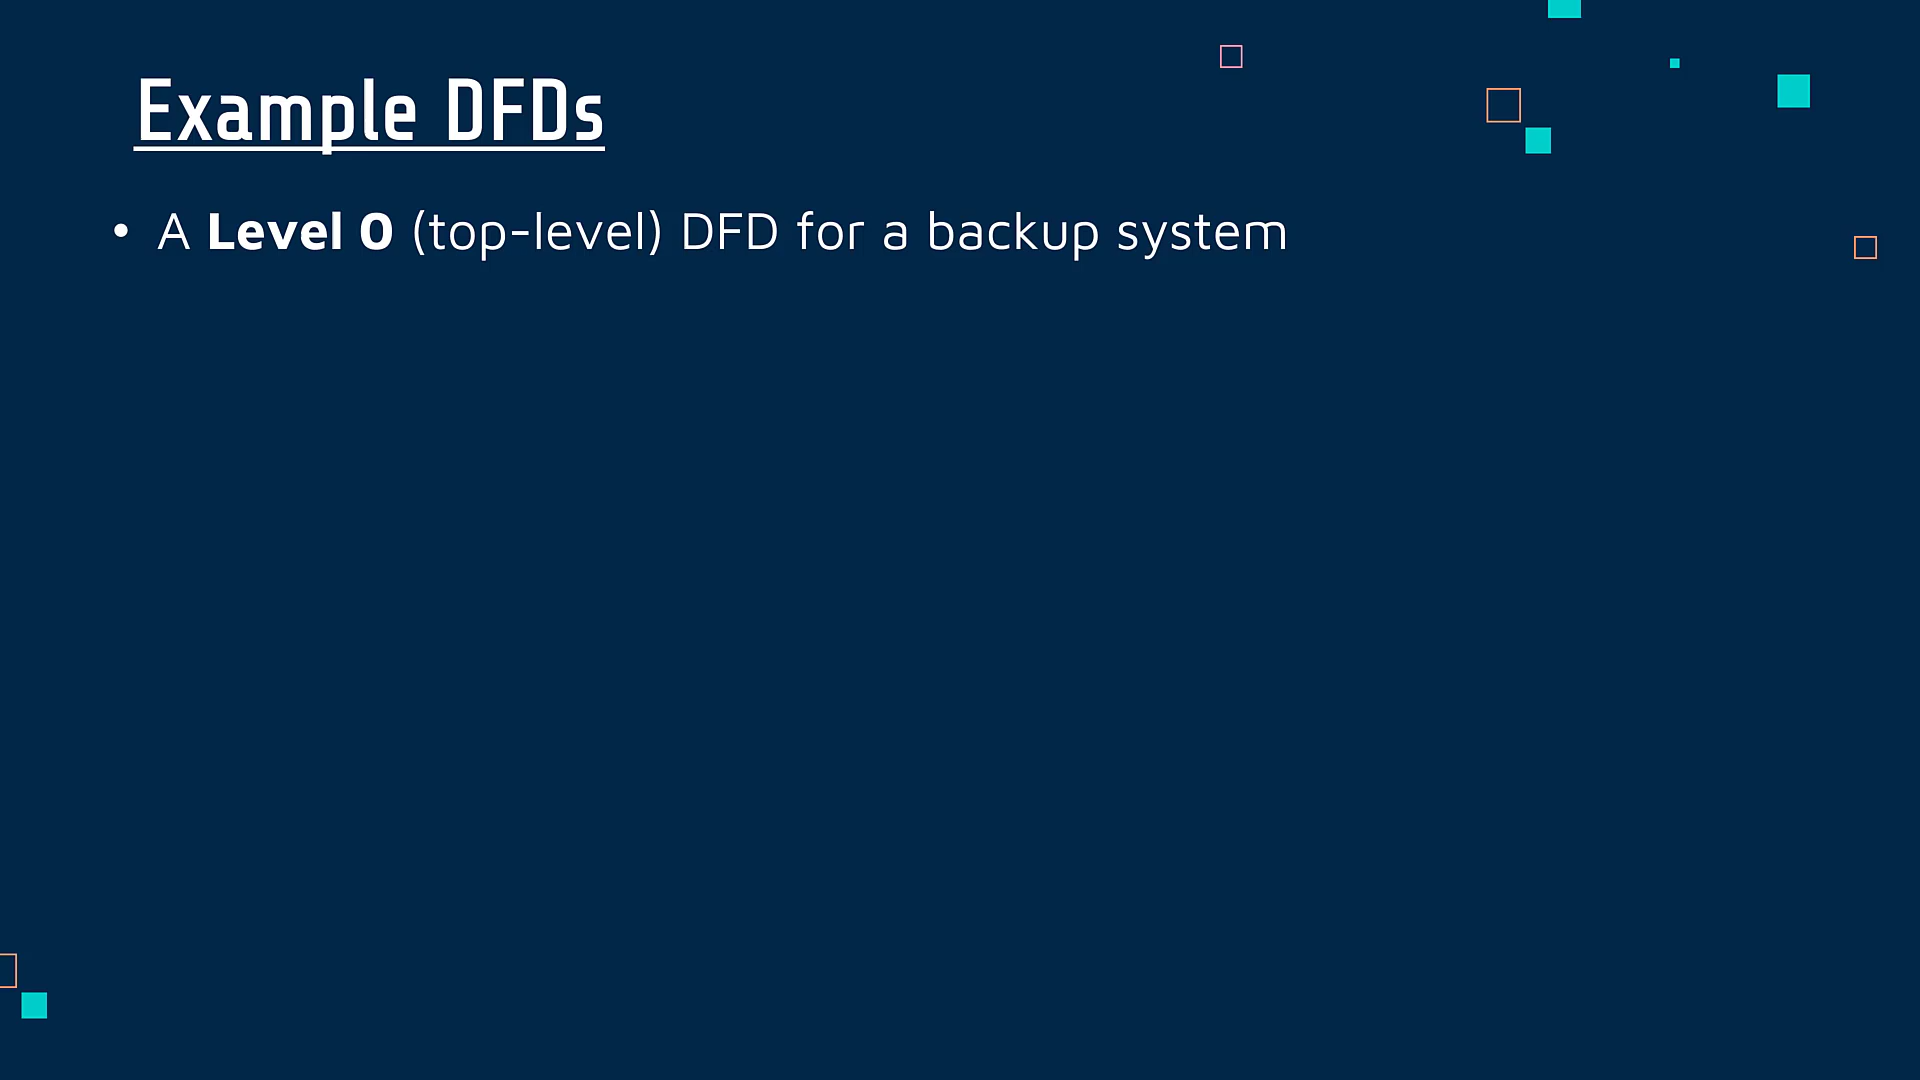 Example DFDs
• A Level 0 (top-level) DFD for a backup system